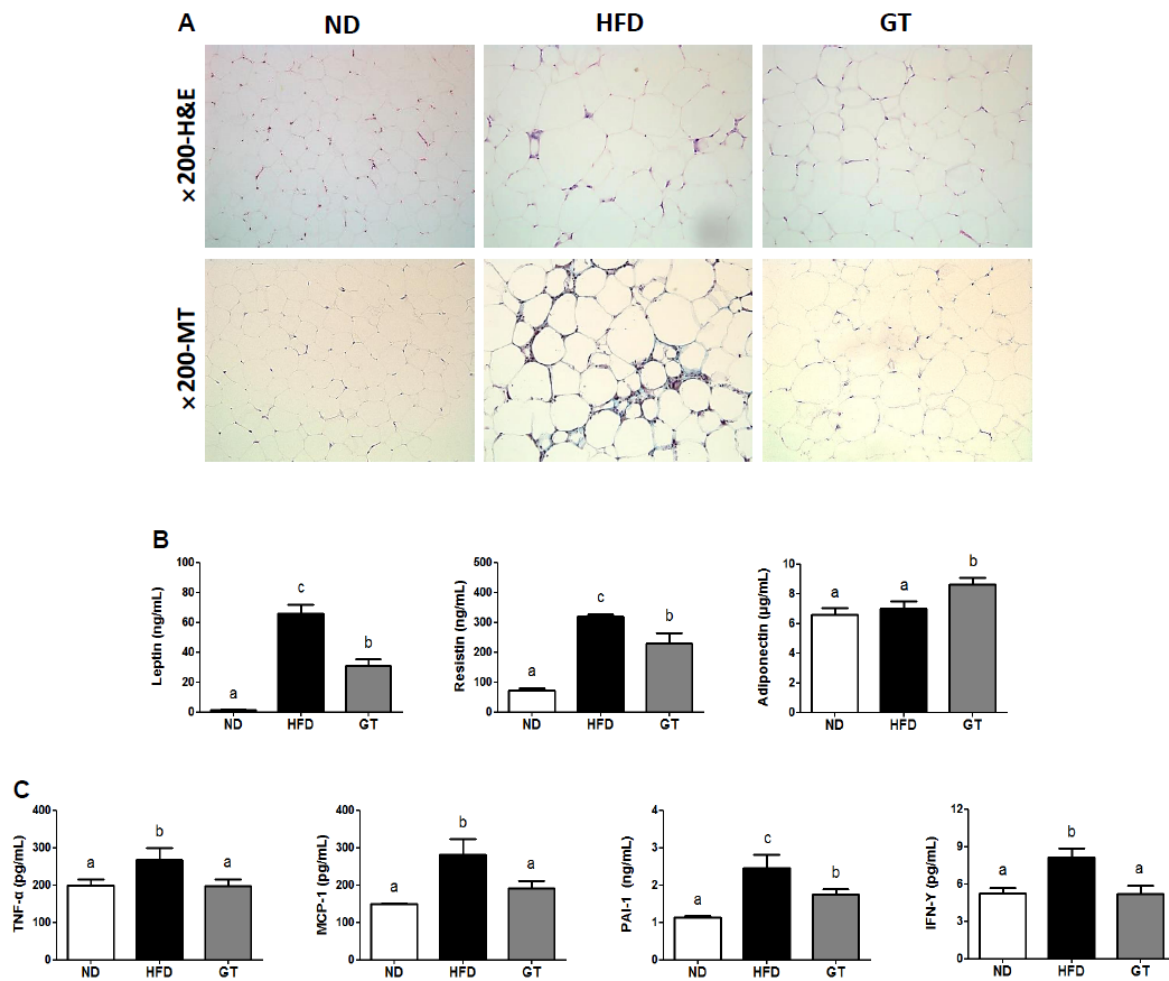 A
ND HFD GT
×200-H&E
×200-MT
B
Leptin (ng/mL)
100
80
60
40
20
0
a
c
b
ND HFD GT
Resistin (ng/mL)
500
400
300
200
100
0
a
c
b
ND HFD GT
Adiponectin (µg/mL)
10
8
6
4
2
0
a
a
b
ND HFD GT
C
TNF-α (pg/mL)
400
300
200
100
0
a
b
a
ND HFD GT
MCP-1 (pg/mL)
400
300
200
100
0
a
b
a
ND HFD GT
PAI-1 (ng/mL)
4
3
2
1
0
a
c
b
ND HFD GT
IFN-Y (pg/mL)
12
9
6
3
0
a
b
a
ND HFD GT